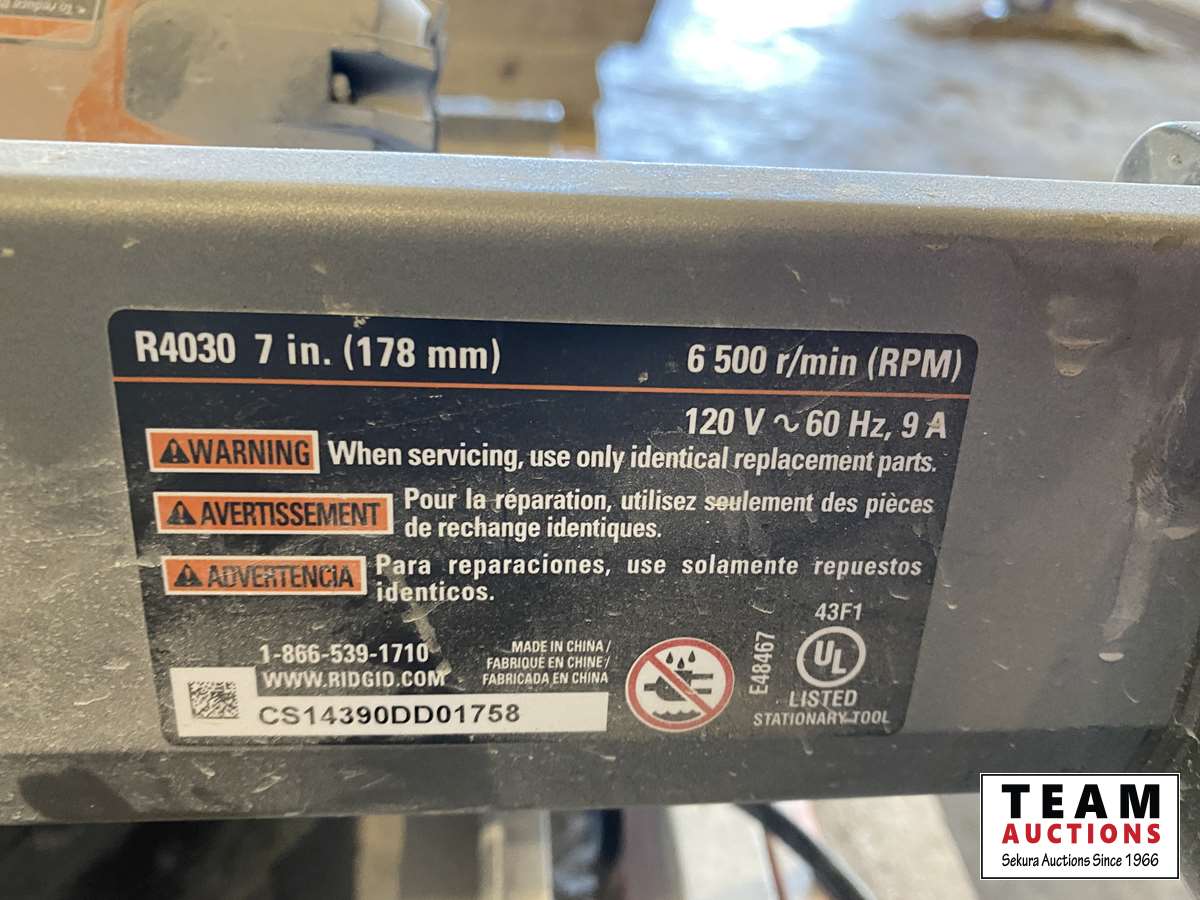 R4030 7 in. (178 mm) 6 500 r/min (RPM)
120 V ~ 60 Hz, 9 A
WARNING When servicing, use only identical replacement parts.
AVERTISSEMENT Pour la réparation, utilisez seulement des pièces
de rechange identiques.
ADVERTENCIA Para reparaciones, use solamente repuestos
identicos.
43F1
1-866-539-1710
WWW.RIDGID.COM
MADE IN CHINA /
FABRIQUÉ EN CHINE /
FABRICADA EN CHINA
CS14390DD01758
E48467
UL
LISTED
STATIONARY TOOL
TEAM
AUCTIONS
Sekura Auctions Since 1966